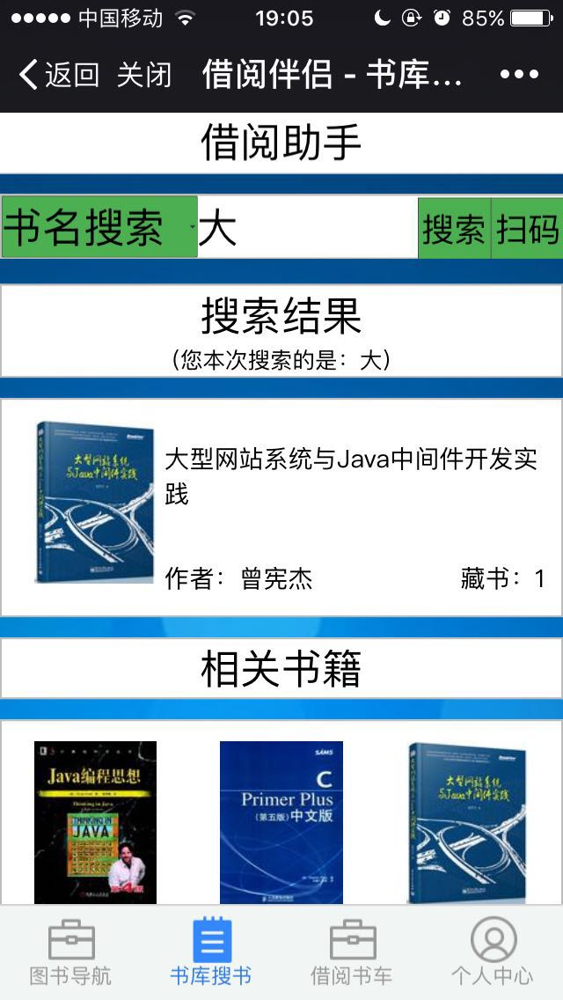 中国移动 19:05 85%
返回 关闭 借阅伴侣 - 书库... •••
借阅助手
书名搜索 大 搜索 扫码
搜索结果
(您本次搜索的是：大)
大型网站系统
与Java中间件实践
大型网站系统与Java中间件开发实
践
作者：曾宪杰 藏书：1
相关书籍
Java编程思想
Thinking in Java
THINKING IN
JAVA
第4版
SAMS
C
Primer Plus
(第五版)中文版
大型网站系统
与Java中间件实践
图书导航 书库搜书 借阅书车 个人中心